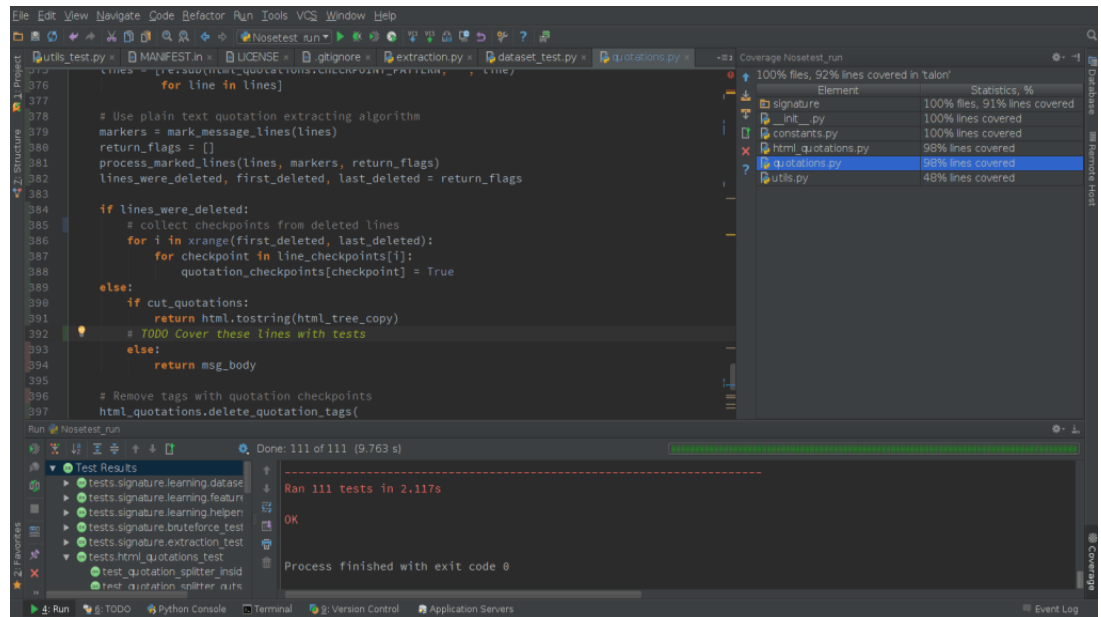 File Edit View Navigate Code Refactor Run Tools VCS Window Help
Nosetest_run
utils_test.py MANIFEST.in LICENSE .gitignore extraction.py dataset_test.py quotations.py
1: Project
Z: Structure
2: Favorites
375 lines = [re.sub(html_quotations.CHECKPOINT_PATTERN, '', line)
376 for line in lines]
377
378 # Use plain text quotation extracting algorithm
379 markers = mark_message_lines(lines)
380 return_flags = []
381 process_marked_lines(lines, markers, return_flags)
382 lines_were_deleted, first_deleted, last_deleted = return_flags
383
384 if lines_were_deleted:
385 # collect checkpoints from deleted lines
386 for i in xrange(first_deleted, last_deleted):
387 for checkpoint in line_checkpoints[i]:
388 quotation_checkpoints[checkpoint] = True
389 else:
390 if cut_quotations:
391 return html.tostring(html_tree_copy)
392 # TODO Cover these lines with tests
393 else:
394 return msg_body
395
396 # Remove tags with quotation checkpoints
397 html_quotations.delete_quotation_tags(
Coverage Nosetest_run
100% files, 92% lines covered in 'talon'
Element Statistics, %
signature 100% files, 91% lines covered
__init__.py 100% lines covered
constants.py 100% lines covered
html_quotations.py 98% lines covered
quotations.py 98% lines covered
utils.py 48% lines covered
Database
Remote Host
Coverage
Run Nosetest_run
Done: 111 of 111 (9.763 s)
Test Results
tests.signature.learning.datase
tests.signature.learning.feature
tests.signature.learning.helpers
tests.signature.bruteforce_test
tests.signature.extraction_test
tests.html_quotations_test
test_quotation_splitter_insid
test_quotation_splitter_outs
----------------------------------------------------------------------
Ran 111 tests in 2.117s
OK
Process finished with exit code 0
4: Run 6: TODO Python Console Terminal 9: Version Control Application Servers Event Log